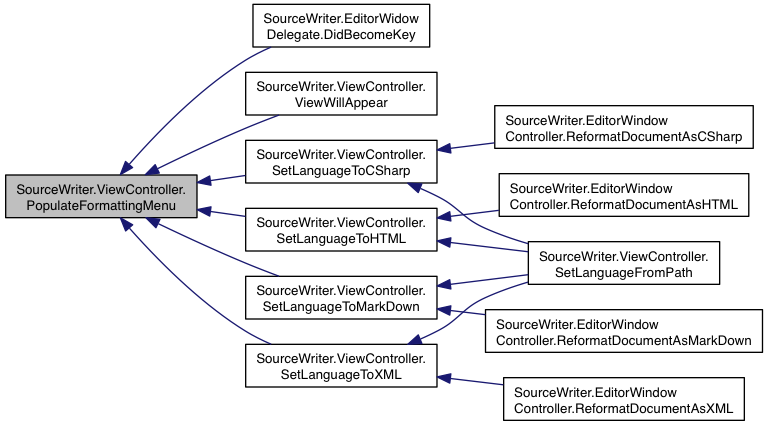 SourceWriter.EditorWidow
Delegate.DidBecomeKey
SourceWriter.ViewController.
ViewWillAppear
SourceWriter.EditorWindow
Controller.ReformatDocumentAsCSharp
SourceWriter.ViewController.
SetLanguageToCSharp
SourceWriter.ViewController.
PopulateFormattingMenu
SourceWriter.EditorWindow
Controller.ReformatDocumentAsHTML
SourceWriter.ViewController.
SetLanguageToHTML
SourceWriter.ViewController.
SetLanguageFromPath
SourceWriter.ViewController.
SetLanguageToMarkDown
SourceWriter.EditorWindow
Controller.ReformatDocumentAsMarkDown
SourceWriter.ViewController.
SetLanguageToXML
SourceWriter.EditorWindow
Controller.ReformatDocumentAsXML